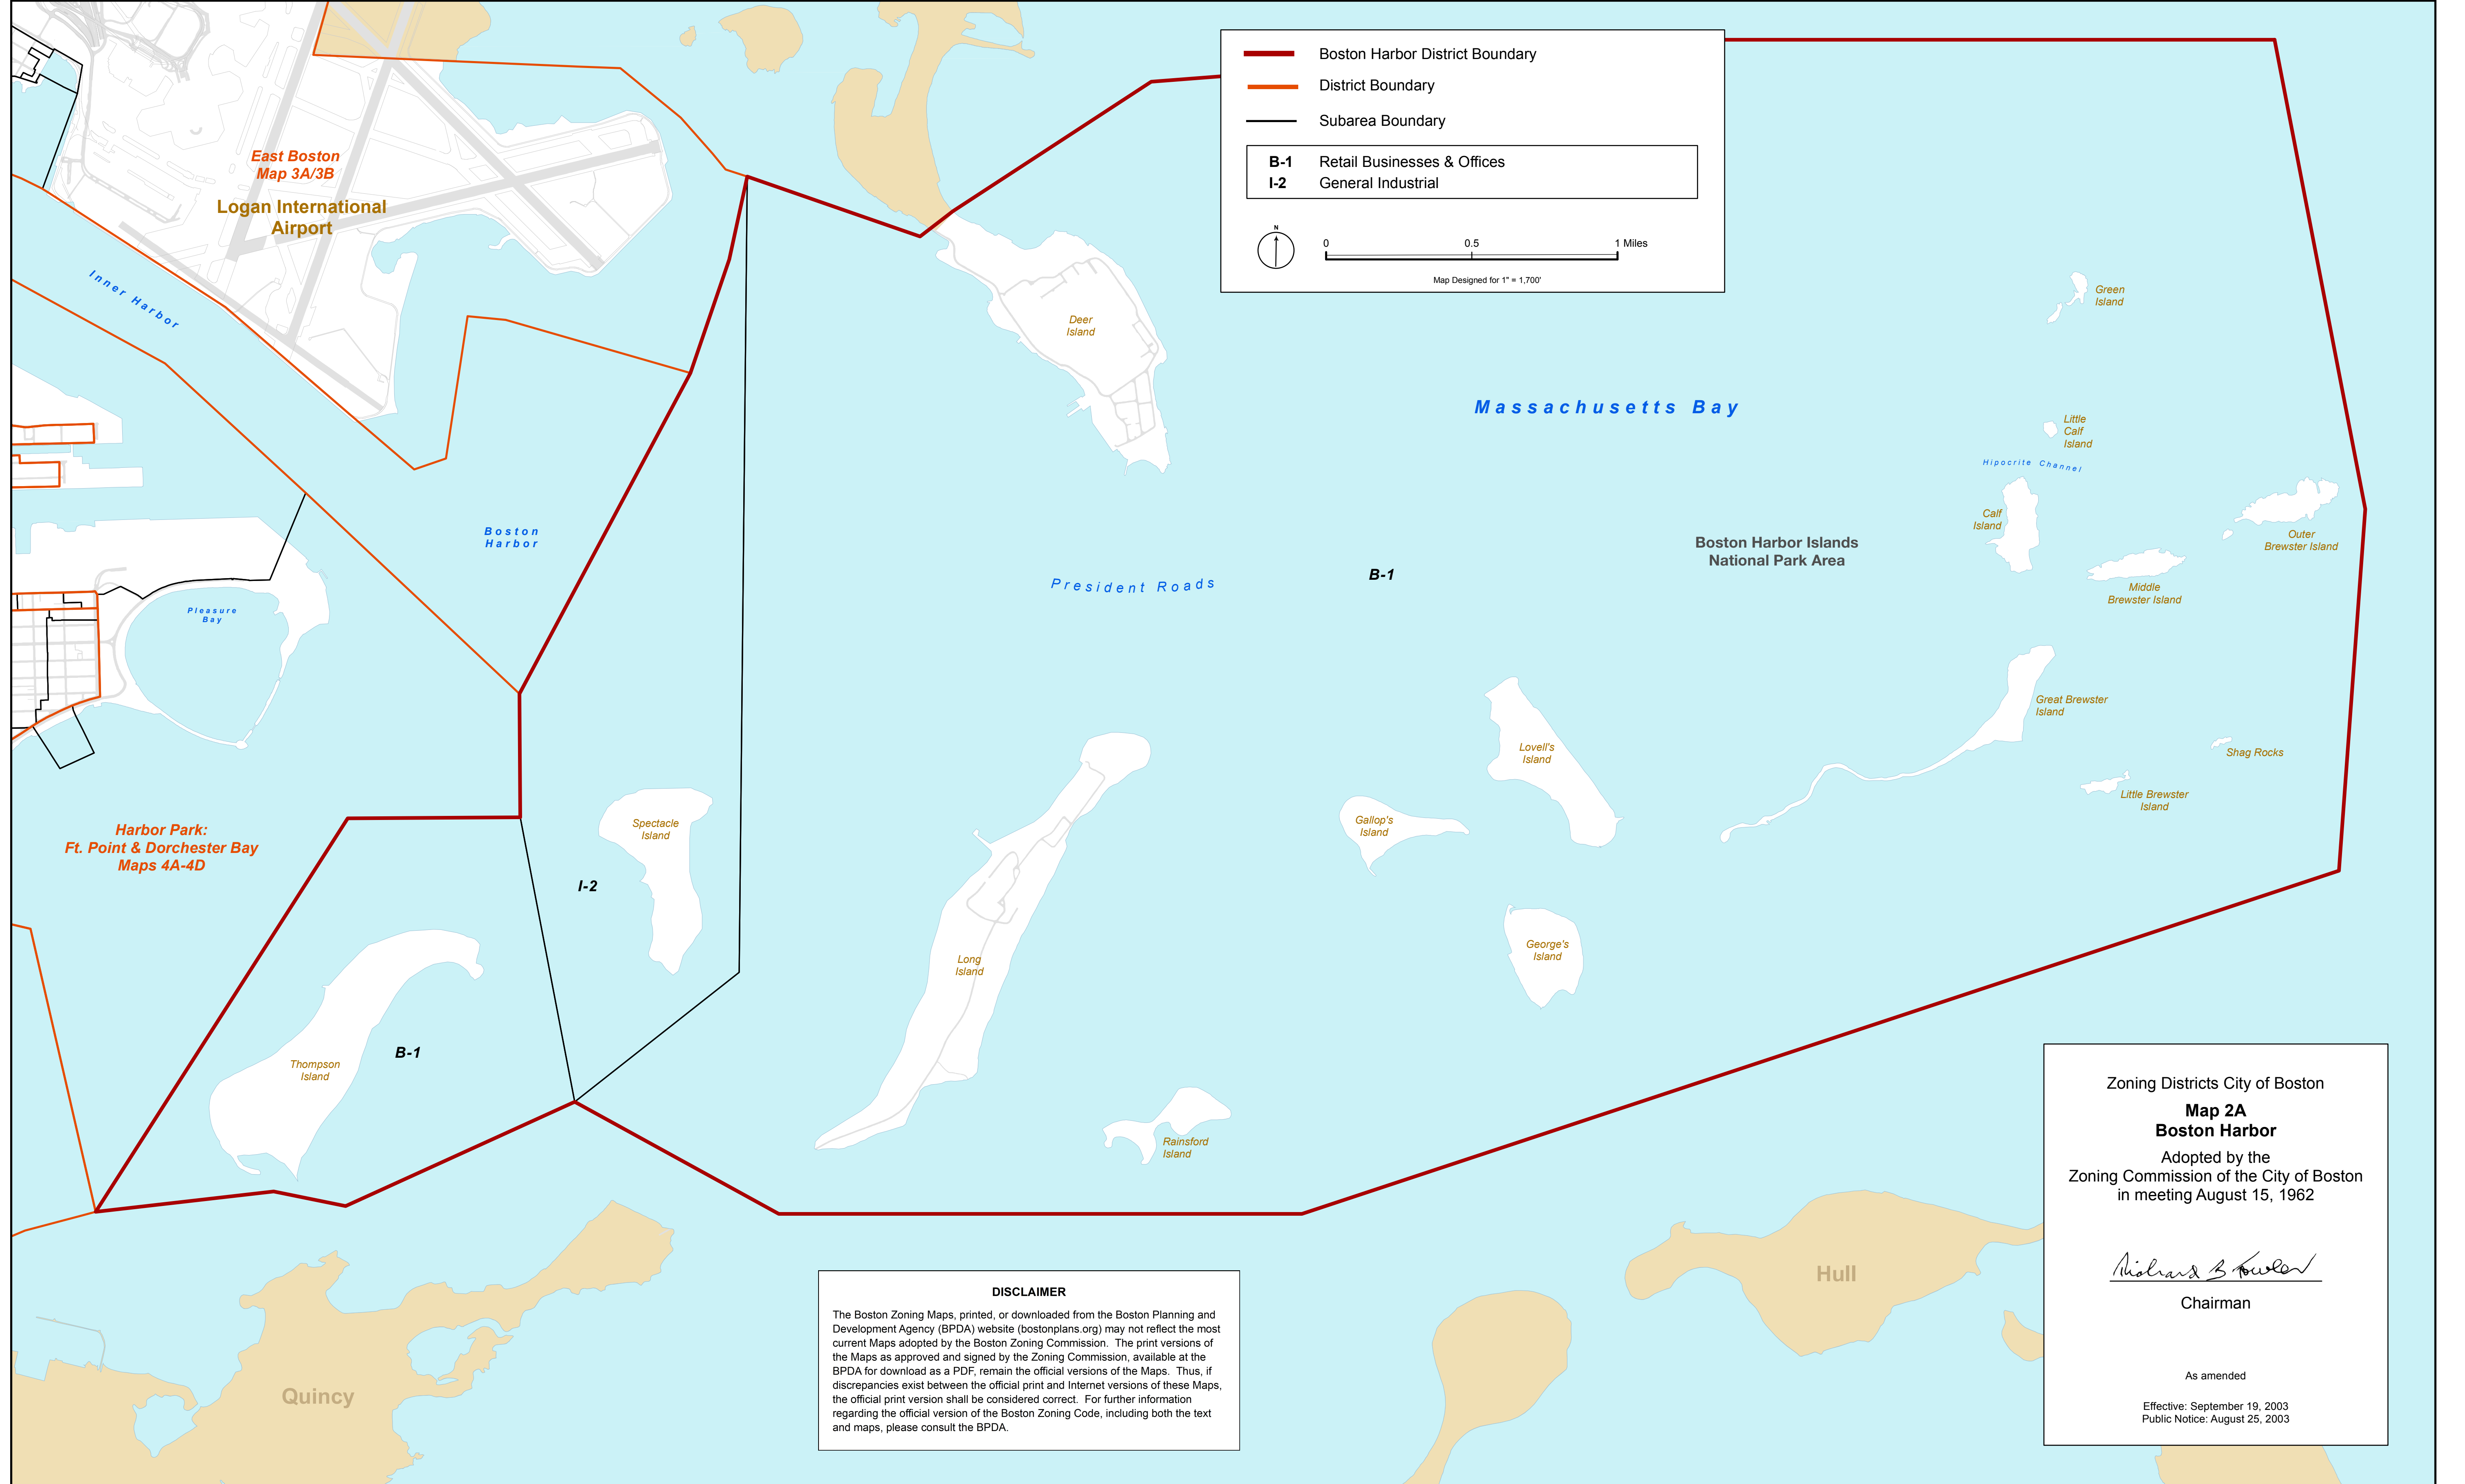 Boston Harbor District Boundary
District Boundary
Subarea Boundary
B-1 Retail Businesses & Offices
I-2 General Industrial
N
0 0.5 1 Miles
Map Designed for 1" = 1,700'
East Boston
Map 3A/3B
Logan International
Airport
Inner Harbor
Deer
Island
Green
Island
Massachusetts Bay
Little
Calf
Island
Hipocrite Channel
Calf
Island
Outer
Brewster Island
Boston
Harbor
Boston Harbor Islands
National Park Area
President Roads
B-1
Middle
Brewster Island
Pleasure
Bay
Great Brewster
Island
Lovell's
Island
Shag Rocks
Little Brewster
Island
Gallop's
Island
Spectacle
Island
Harbor Park:
Ft. Point & Dorchester Bay
Maps 4A-4D
I-2
George's
Island
Long
Island
B-1
Thompson
Island
Rainsford
Island
Hull
Quincy
DISCLAIMER
The Boston Zoning Maps, printed, or downloaded from the Boston Planning and
Development Agency (BPDA) website (bostonplans.org) may not reflect the most
current Maps adopted by the Boston Zoning Commission. The print versions of
the Maps as approved and signed by the Zoning Commission, available at the
BPDA for download as a PDF, remain the official versions of the Maps. Thus, if
discrepancies exist between the official print and Internet versions of these Maps,
the official print version shall be considered correct. For further information
regarding the official version of the Boston Zoning Code, including both the text
and maps, please consult the BPDA.
Zoning Districts City of Boston
Map 2A
Boston Harbor
Adopted by the
Zoning Commission of the City of Boston
in meeting August 15, 1962
Richard B Fowler
Chairman
As amended
Effective: September 19, 2003
Public Notice: August 25, 2003